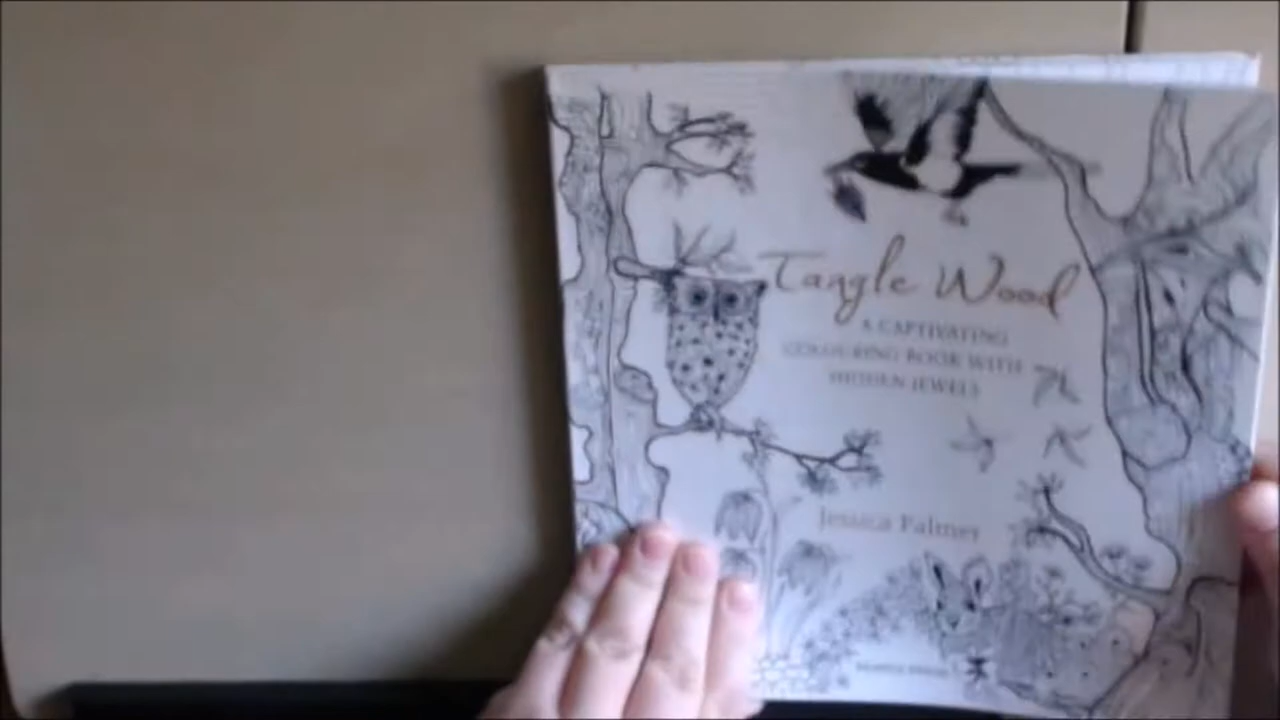 Tangle Wood
A CAPTIVATING
COLOURING BOOK WITH
HIDDEN JEWELS
Jessica Palmer